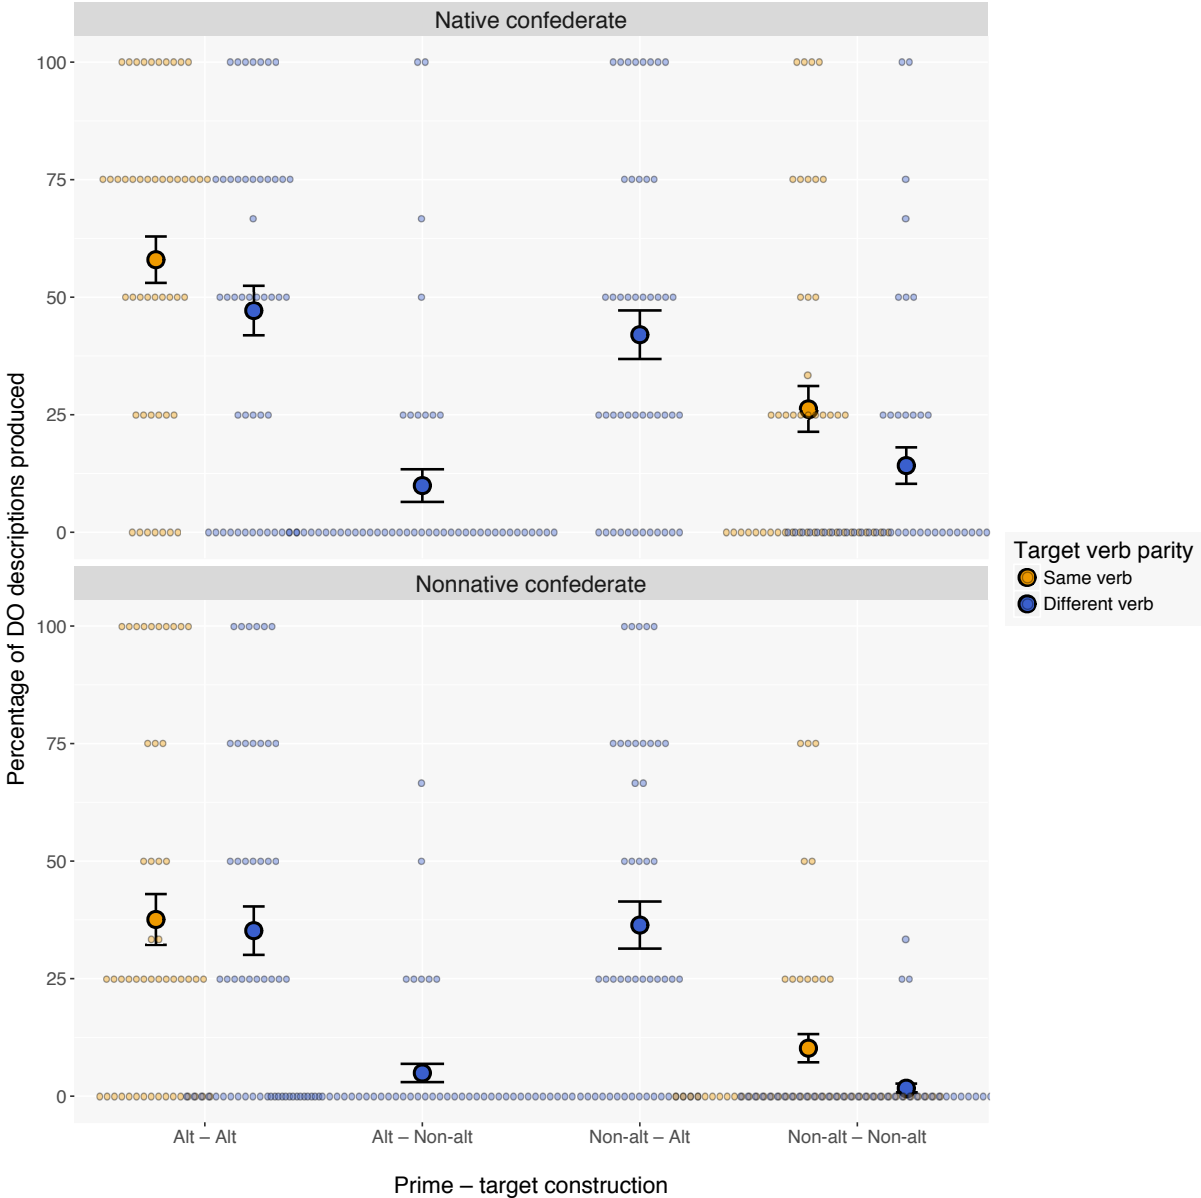 Native confederate
100
75
50
25
0
Nonnative confederate
100
75
50
25
0
Alt – Alt
Alt – Non-alt
Non-alt – Alt
Non-alt – Non-alt
Prime – target construction
Percentage of DO descriptions produced
Target verb parity
Same verb
Different verb